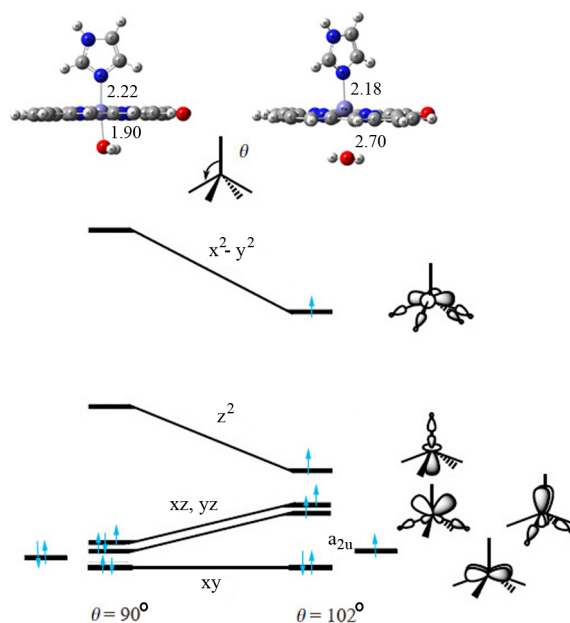 2.22
2.18
1.90
2.70
θ
x²- y²
z²
xz, yz
a₂ᵤ
xy
θ = 90°
θ = 102°